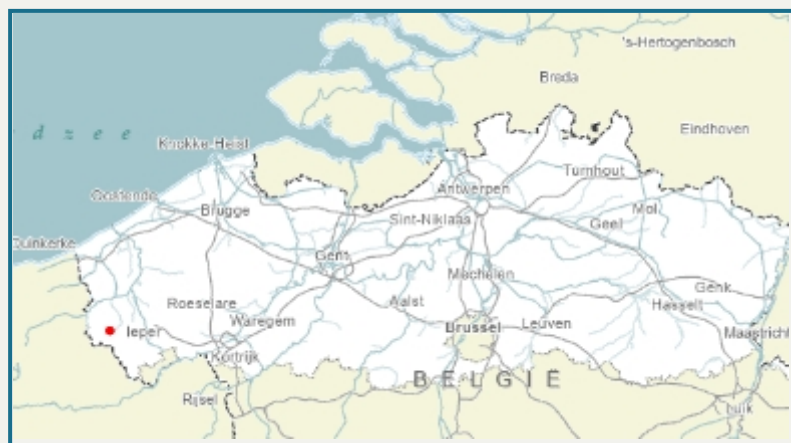 's-Hertogenbosch
Breda
Eindhoven
d z e e
Knokke-Heist
Turnhout
Antwerpen
Oostende
Brugge
Mol
Sint-Niklaas
Geel
Duinkerke
Gent
Mechelen
Genk
Roeselare
Aalst
Hasselt
Waregem
Brussel
Leuven
Ieper
Maastricht
Kortrijk
BELGIË
Rijsel
Luik